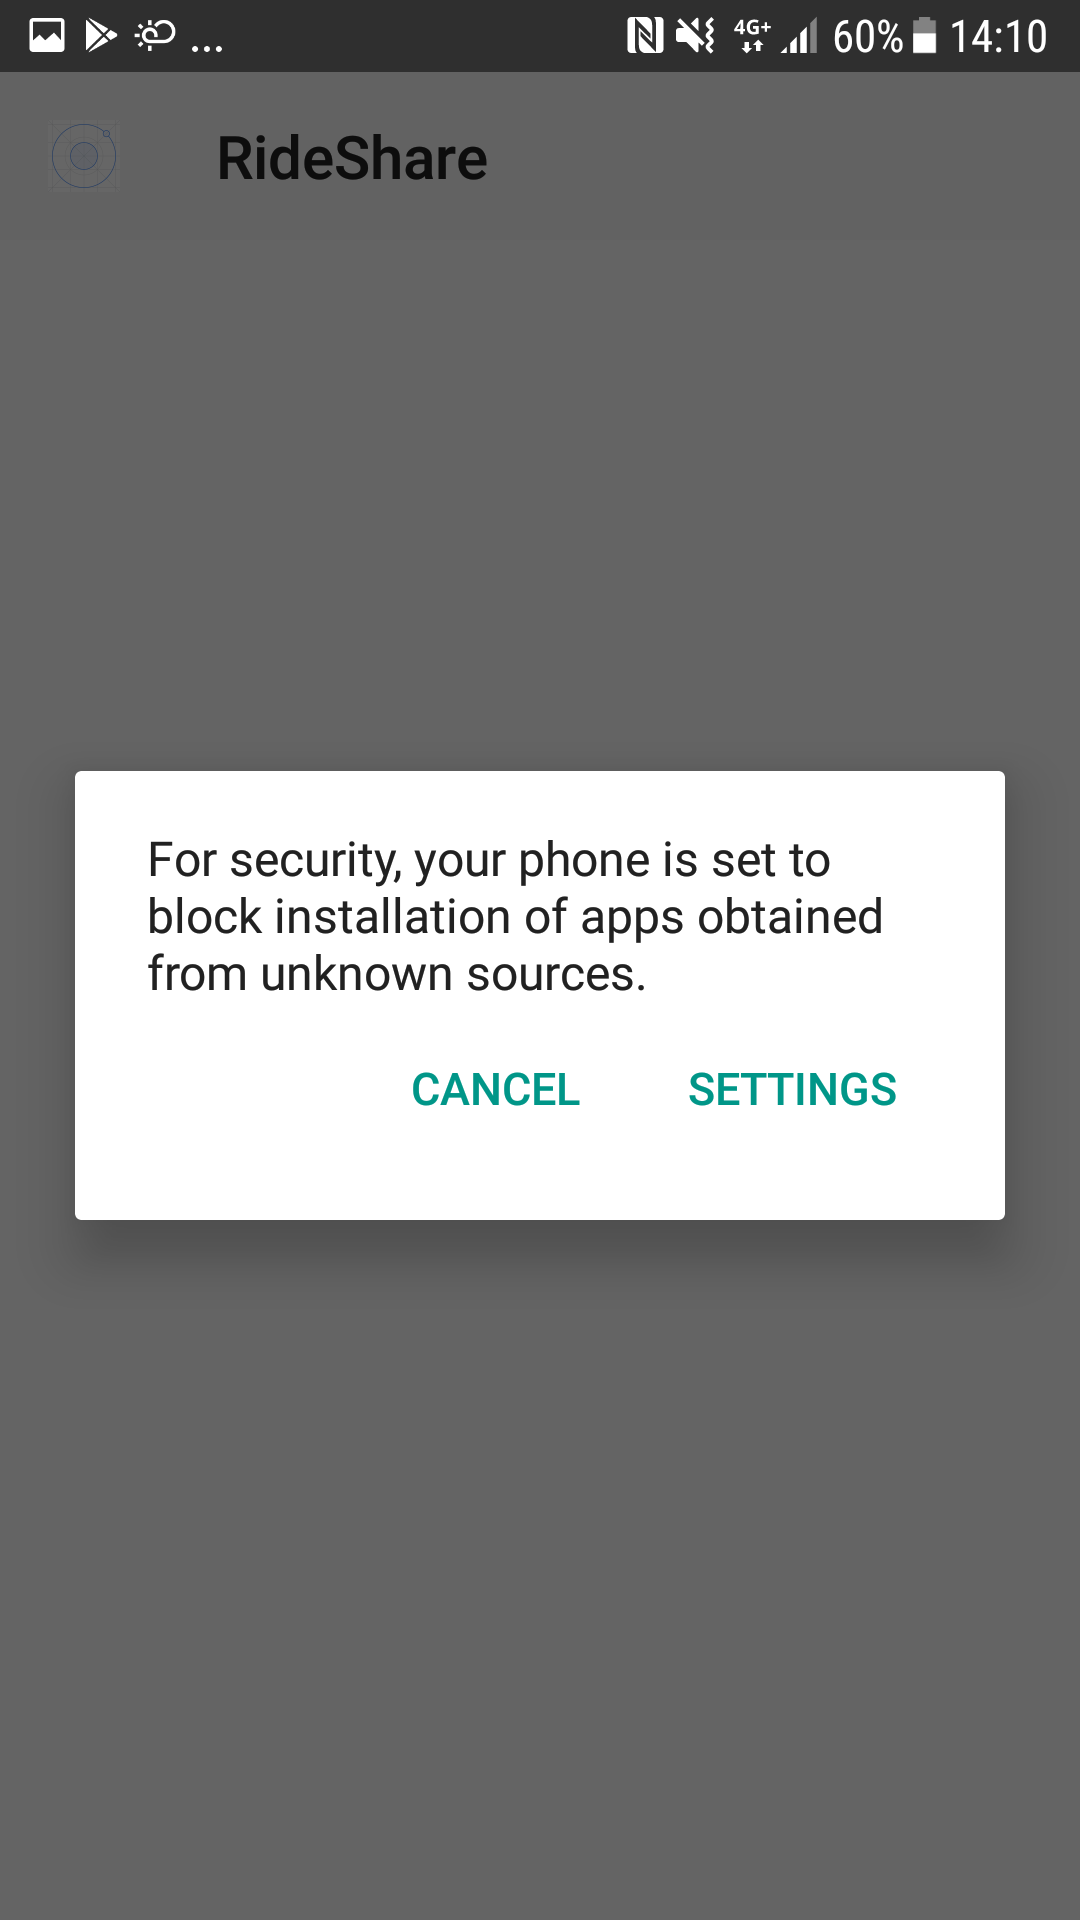 ... 4G+ 60% 14:10
RideShare
For security, your phone is set to
block installation of apps obtained
from unknown sources.
CANCEL SETTINGS